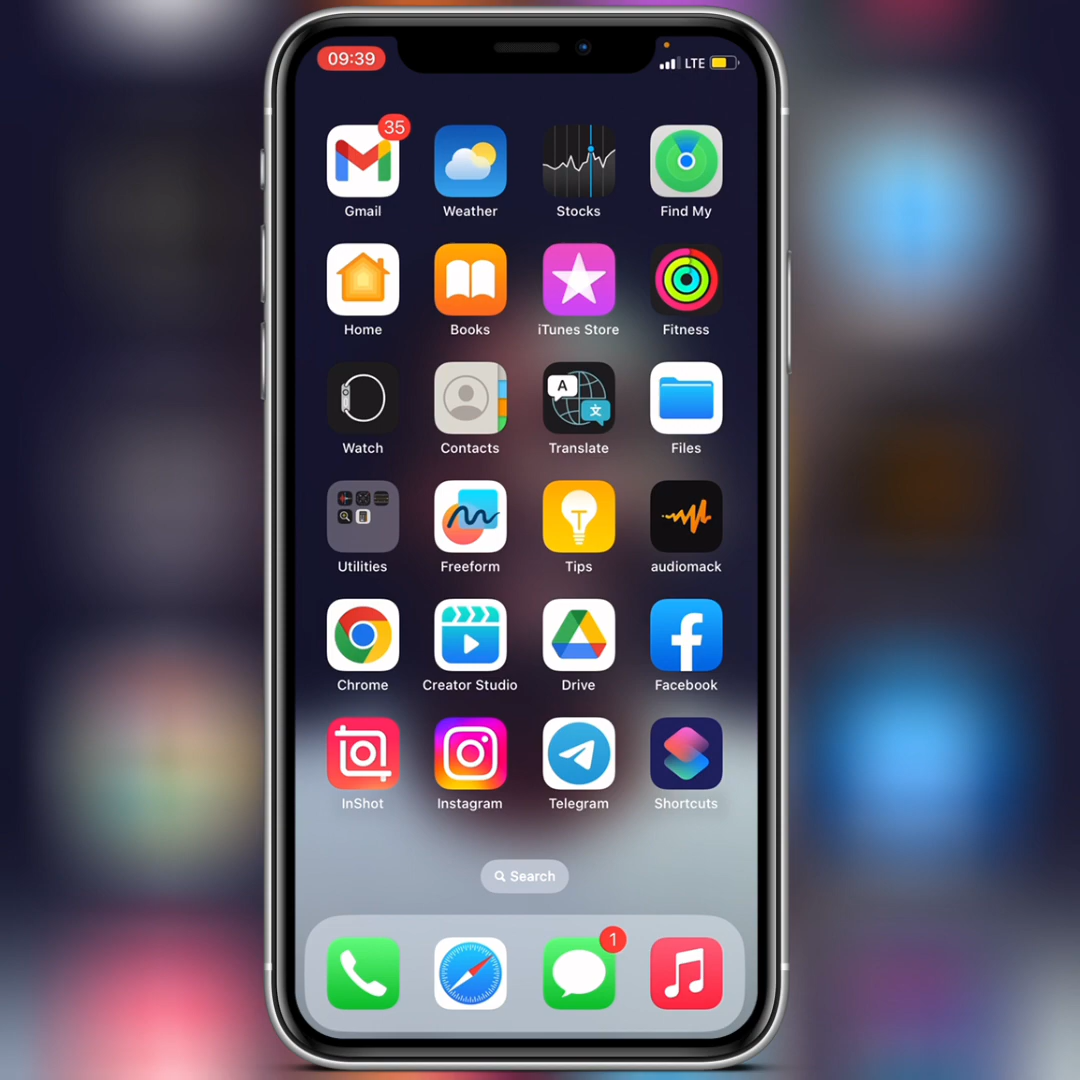 09:39 LTE
35
Gmail Weather Stocks Find My
Home Books iTunes Store Fitness
A
文
Watch Contacts Translate Files
T
Utilities Freeform Tips audiomack
Chrome Creator Studio Drive Facebook
InShot Instagram Telegram Shortcuts
Search
1